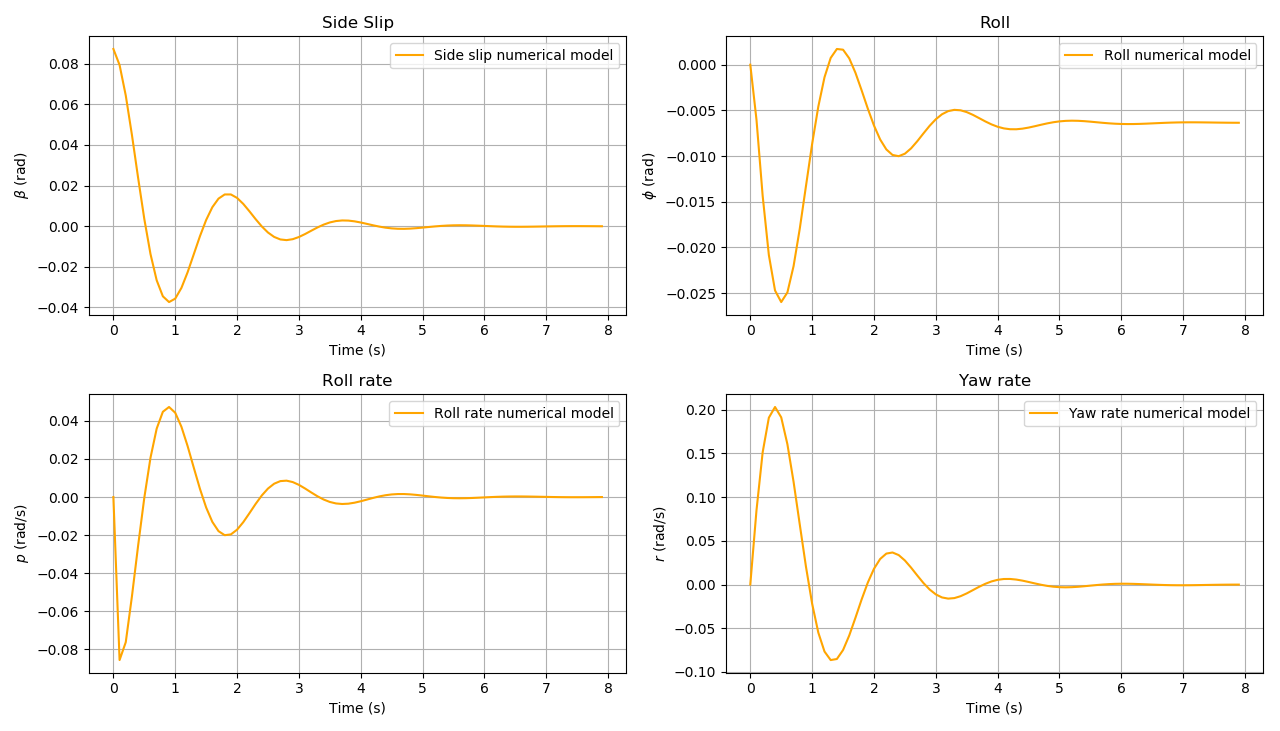 Side Slip
Side slip numerical model
β (rad)
0.08
0.06
0.04
0.02
0.00
−0.02
−0.04
0 1 2 3 4 5 6 7 8
Time (s)
Roll
Roll numerical model
ϕ (rad)
0.000
−0.005
−0.010
−0.015
−0.020
−0.025
0 1 2 3 4 5 6 7 8
Time (s)
Roll rate
Roll rate numerical model
p (rad/s)
0.04
0.02
0.00
−0.02
−0.04
−0.06
−0.08
0 1 2 3 4 5 6 7 8
Time (s)
Yaw rate
Yaw rate numerical model
r (rad/s)
0.20
0.15
0.10
0.05
0.00
−0.05
−0.10
0 1 2 3 4 5 6 7 8
Time (s)